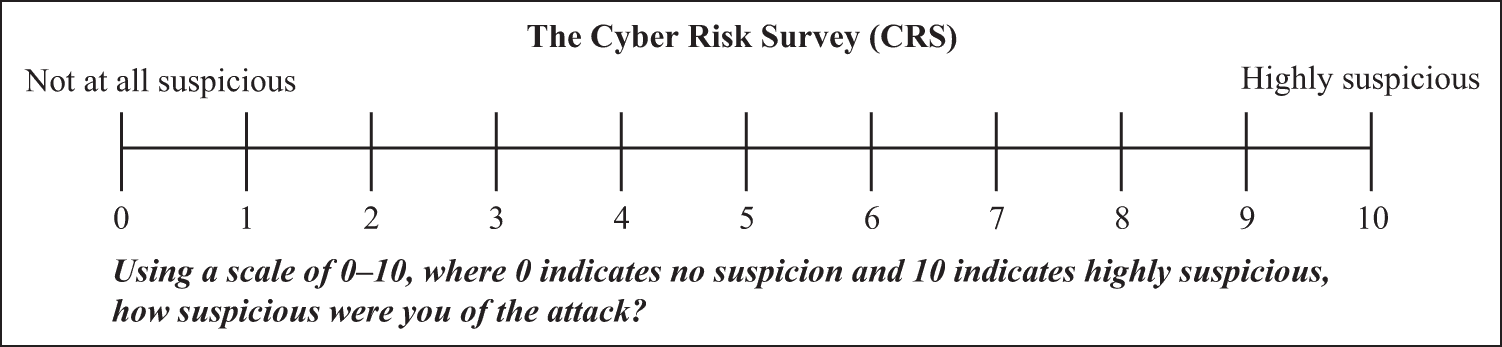 The Cyber Risk Survey (CRS)
Not at all suspicious
Highly suspicious
0 1 2 3 4 5 6 7 8 9 10
Using a scale of 0–10, where 0 indicates no suspicion and 10 indicates highly suspicious,
how suspicious were you of the attack?